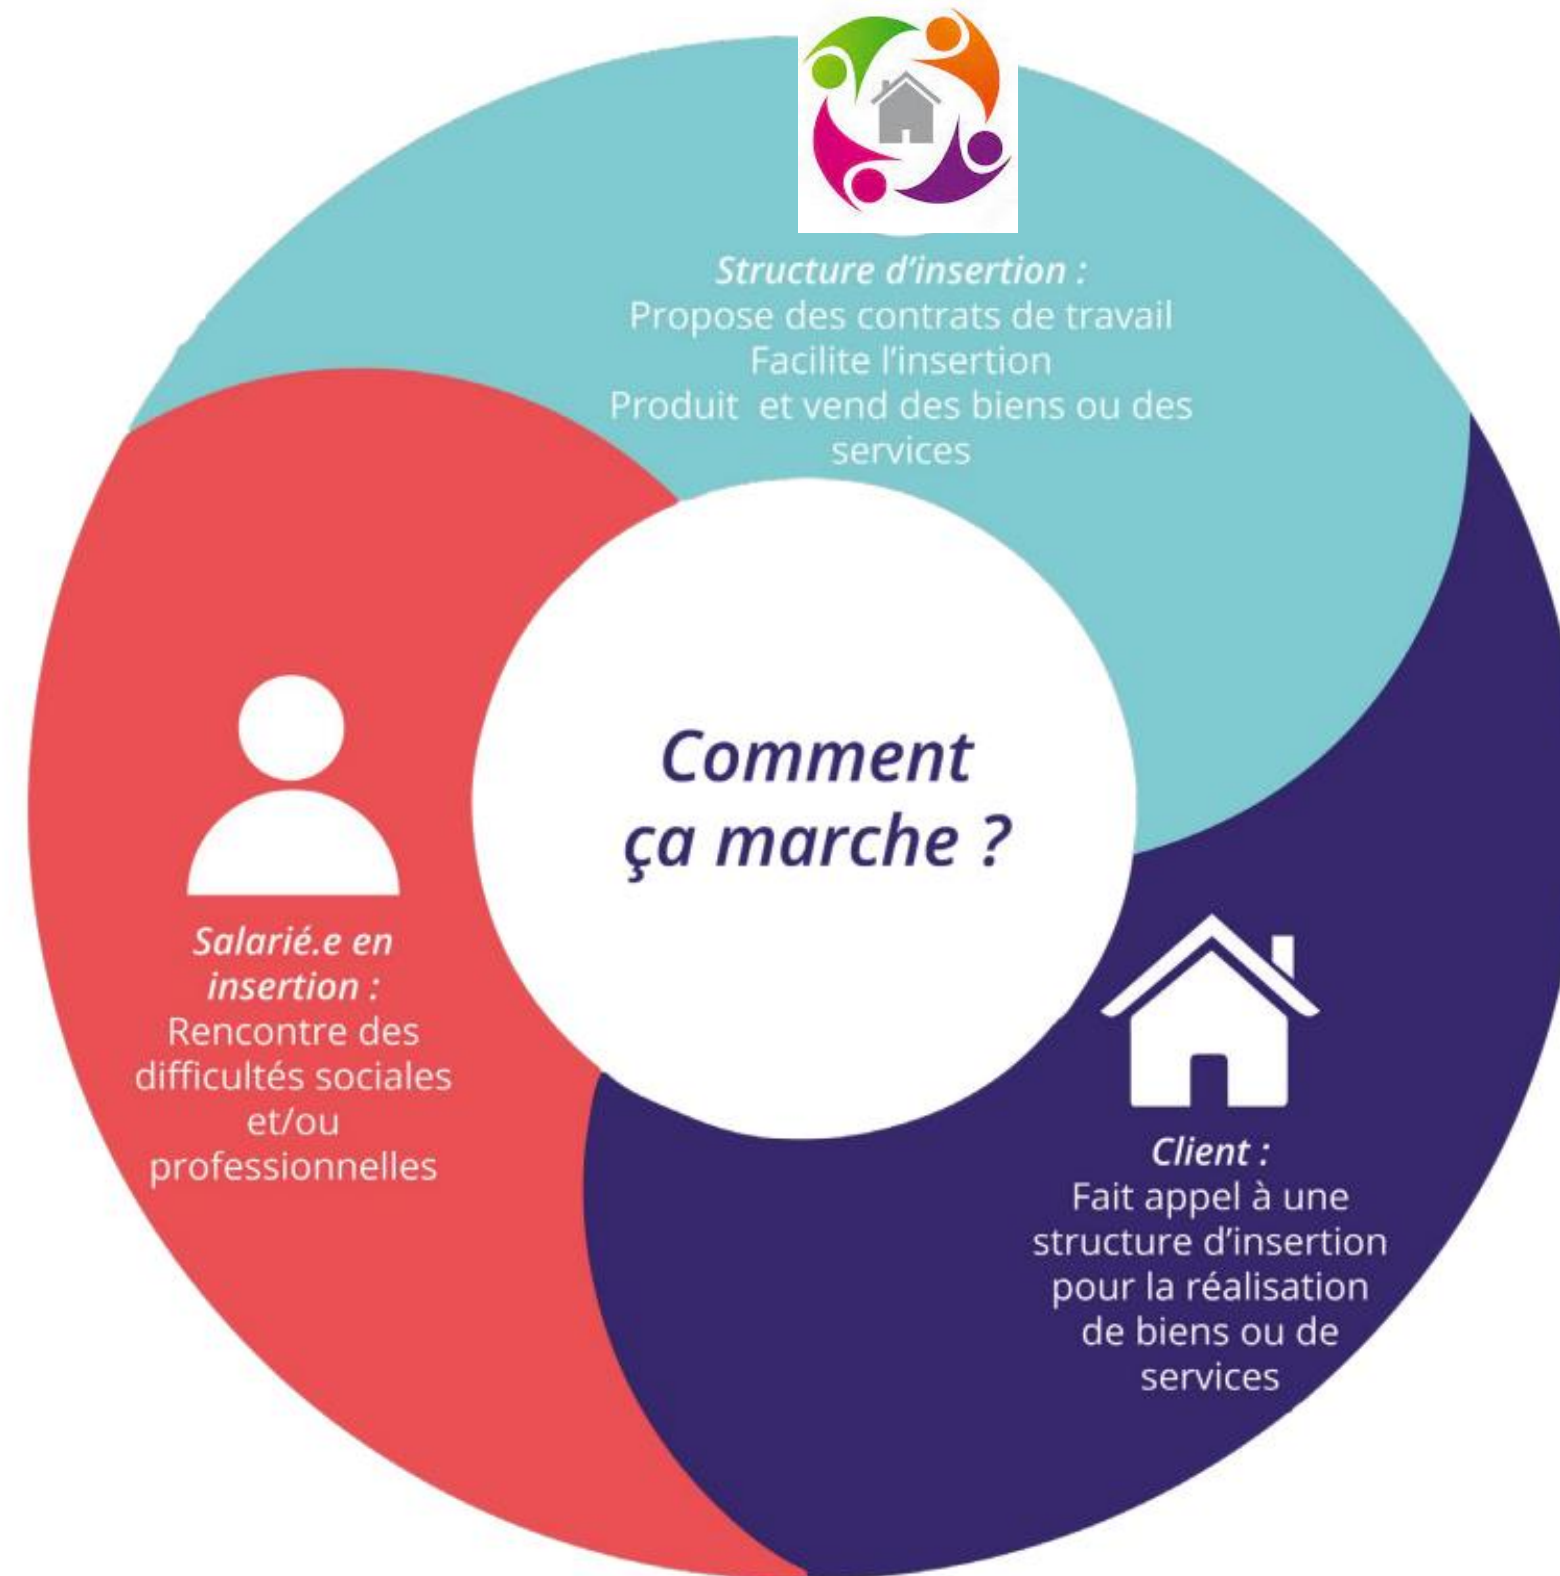 Structure d'insertion :
Propose des contrats de travail
Facilite l'insertion
Produit  et vend des biens ou des
services
Comment
ça marche ?
Salarié.e en
insertion :
Rencontre des
difficultés sociales
et/ou
professionnelles
Client :
Fait appel à une
structure d'insertion
pour la réalisation
de biens ou de
services